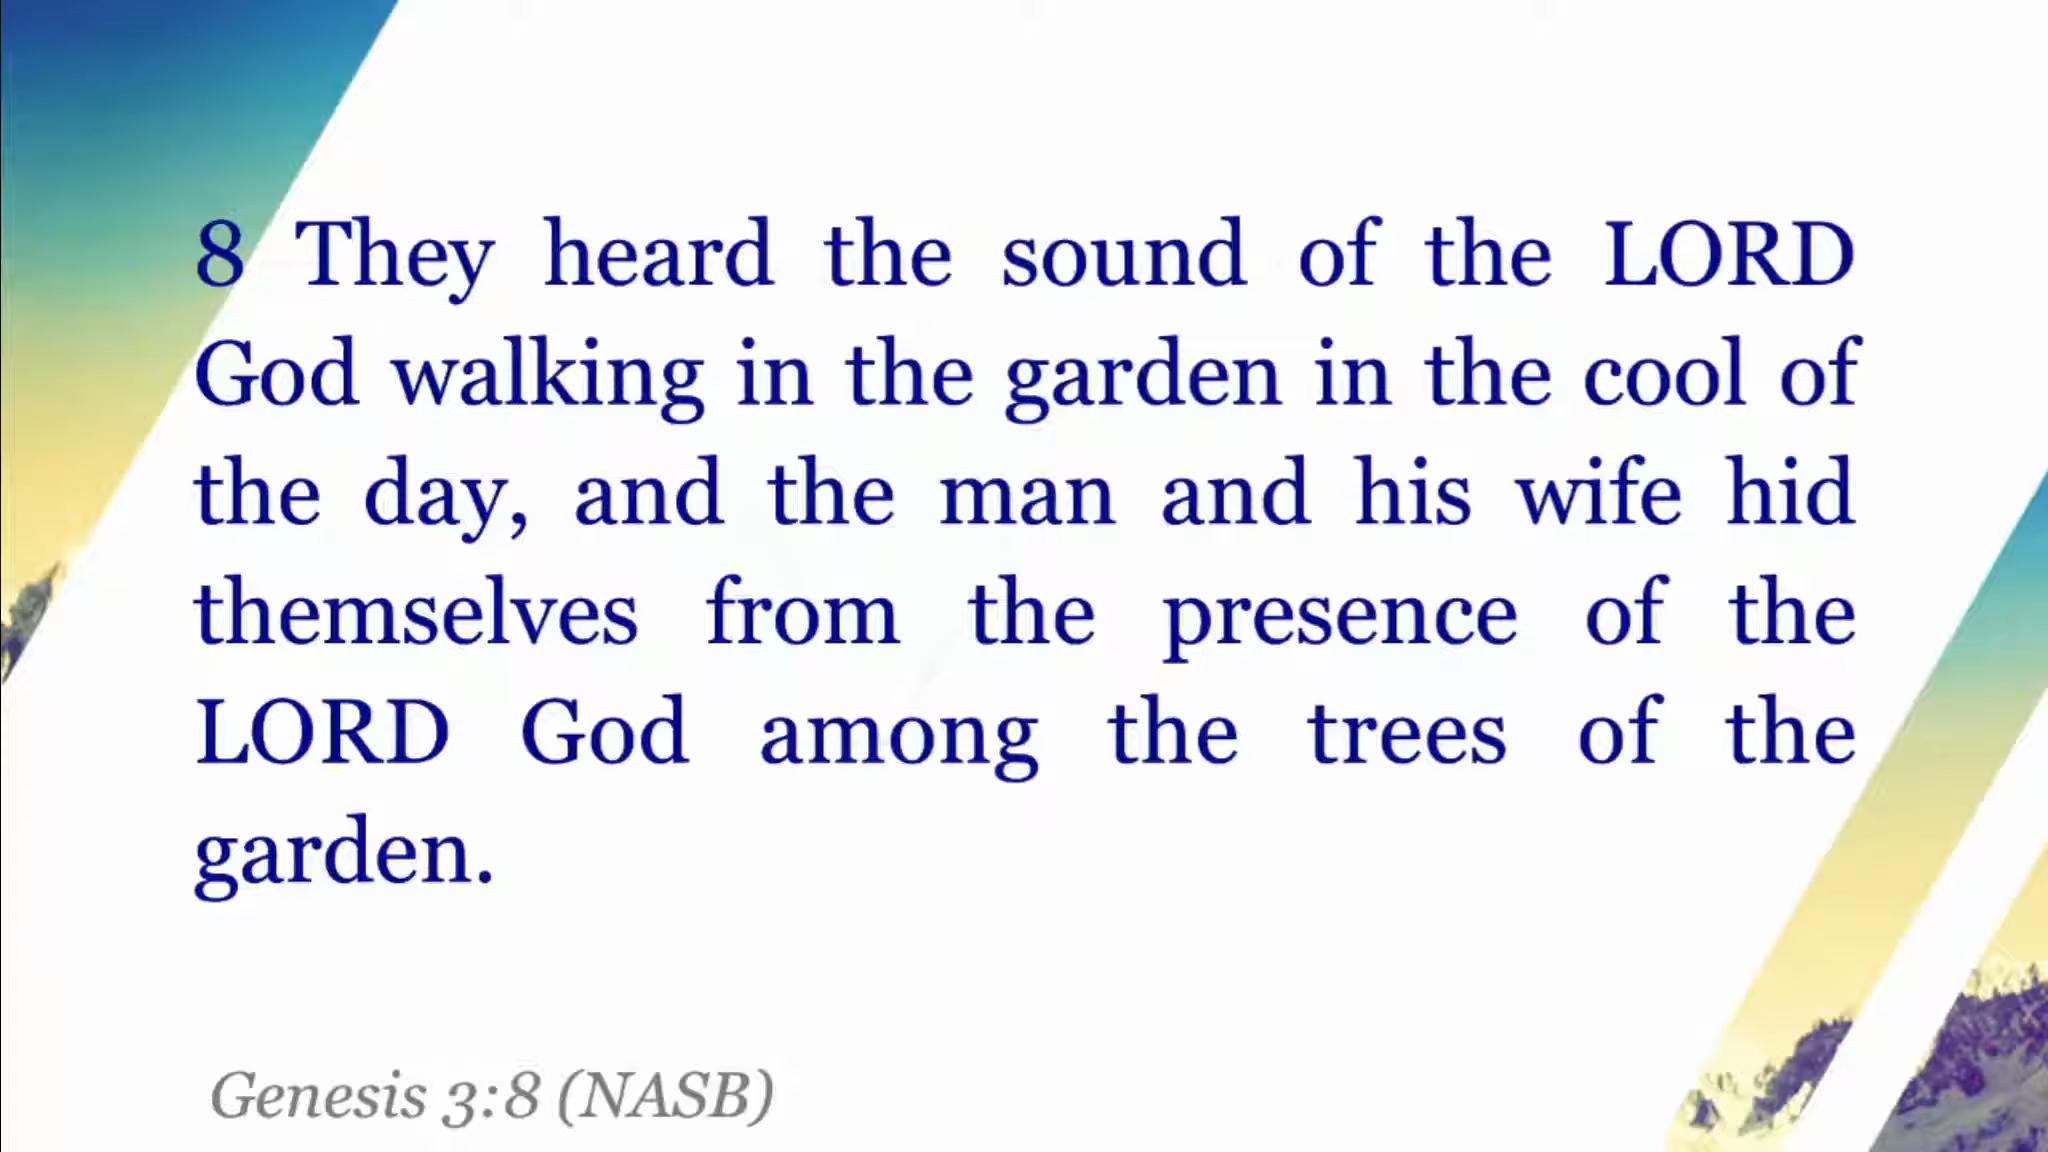 8 They heard the sound of the LORD
God walking in the garden in the cool of
the day, and the man and his wife hid
themselves from the presence of the
LORD God among the trees of the
garden.
Genesis 3:8 (NASB)